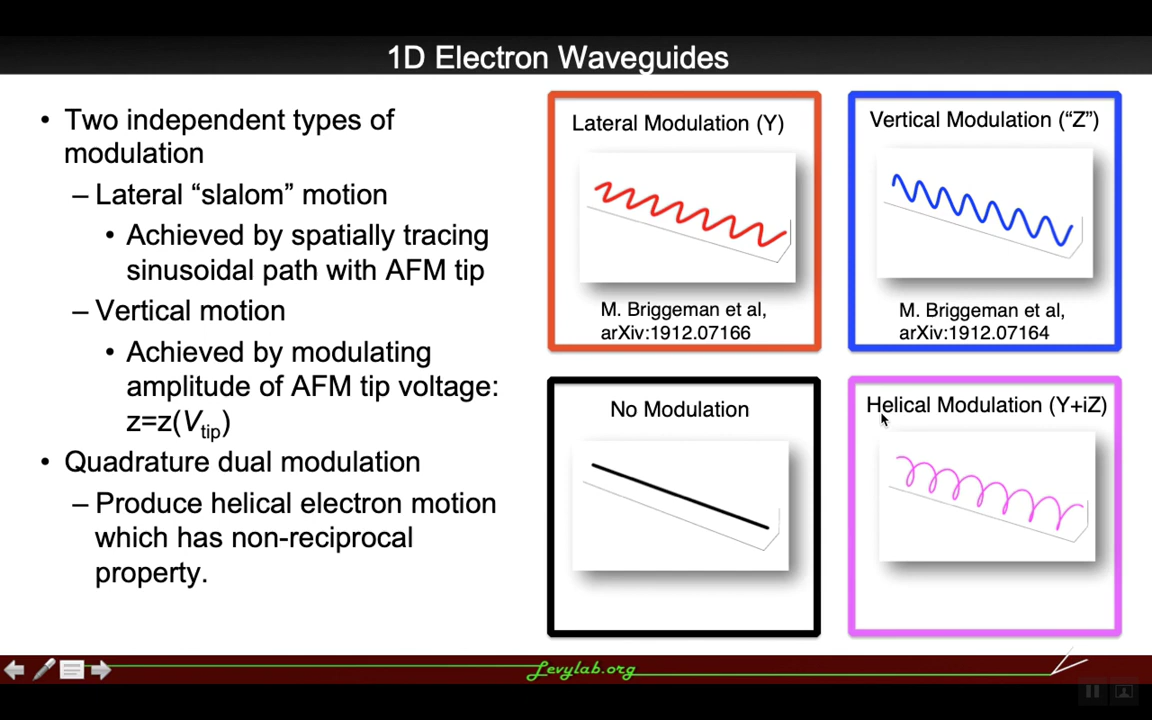 1D Electron Waveguides
• Two independent types of
modulation
– Lateral “slalom” motion
• Achieved by spatially tracing
sinusoidal path with AFM tip
– Vertical motion
• Achieved by modulating
amplitude of AFM tip voltage:
z=z(Vtip)
• Quadrature dual modulation
– Produce helical electron motion
which has non-reciprocal
property.
Lateral Modulation (Y)
M. Briggeman et al,
arXiv:1912.07166
Vertical Modulation (“Z”)
M. Briggeman et al,
arXiv:1912.07164
No Modulation
Helical Modulation (Y+iZ)
Levylab.org